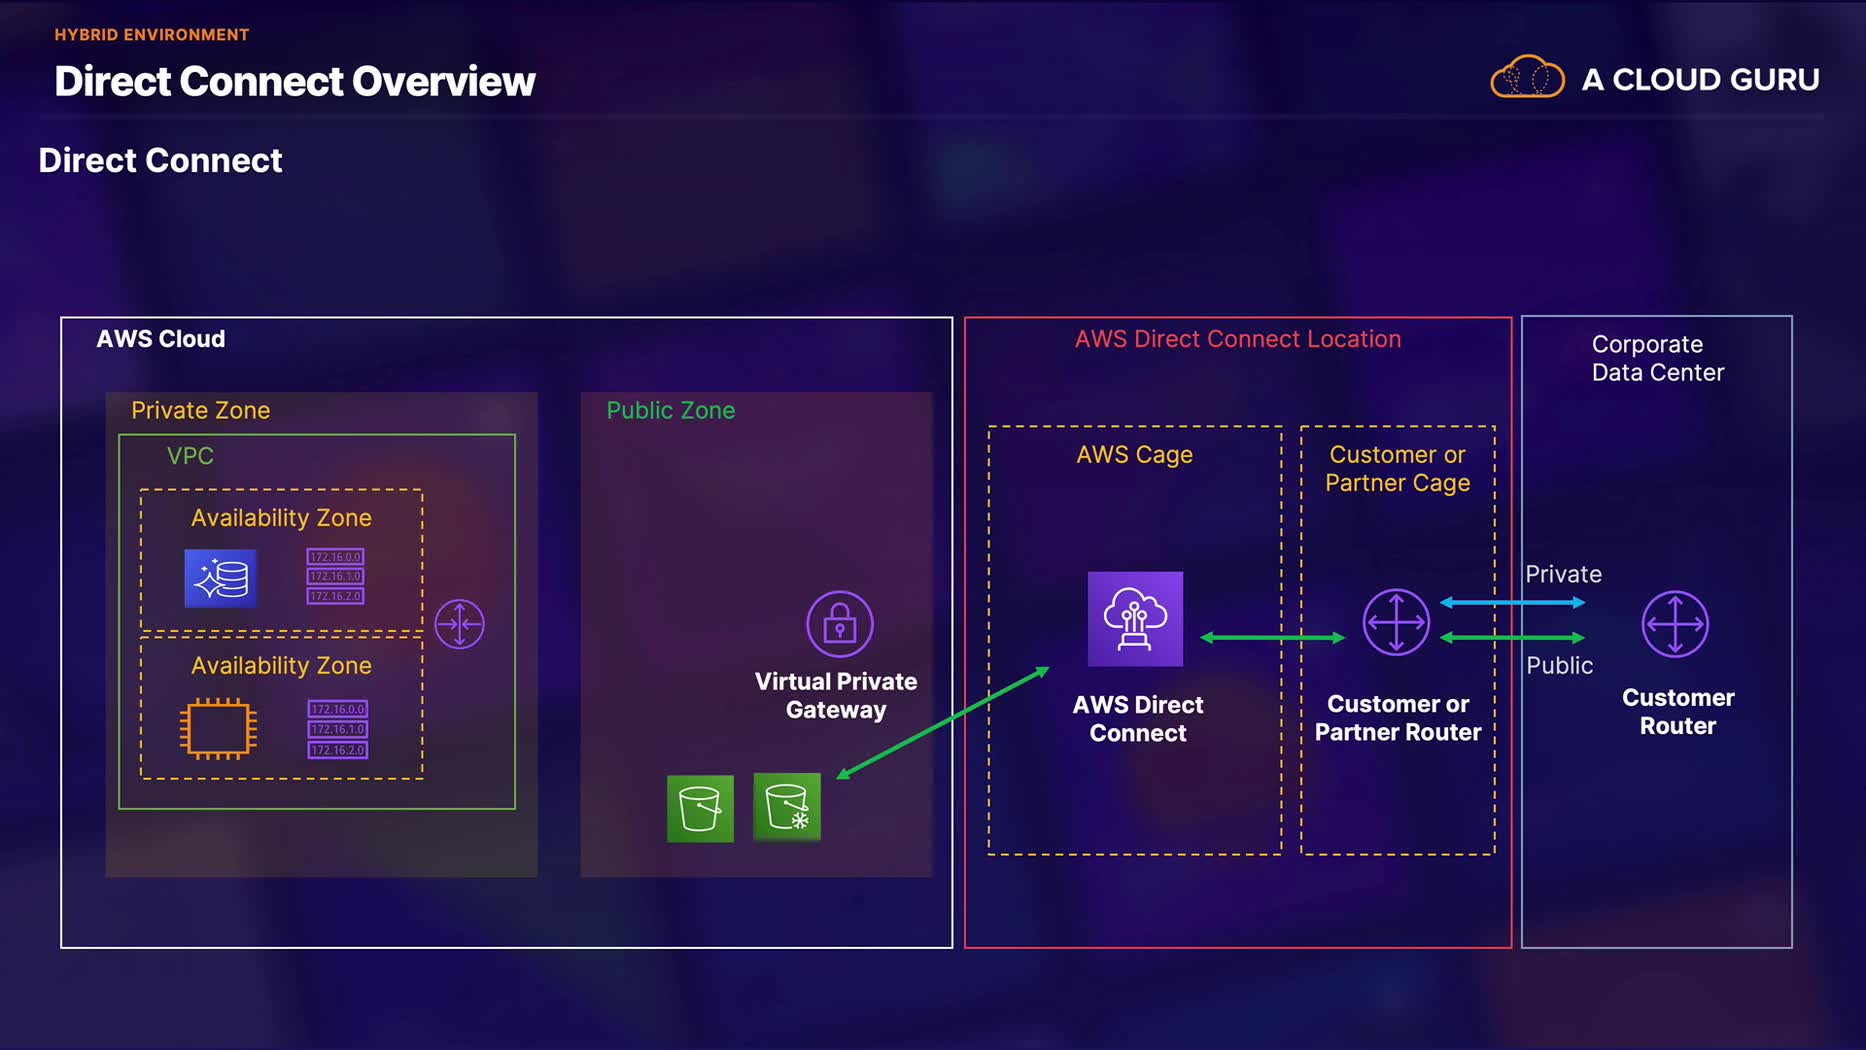 HYBRID ENVIRONMENT
Direct Connect Overview
A CLOUD GURU
Direct Connect
AWS Cloud
Private Zone
VPC
Availability Zone
172.16.0.0
172.16.1.0
172.16.2.0
Availability Zone
172.16.0.0
172.16.1.0
172.16.2.0
Public Zone
Virtual Private
Gateway
AWS Direct Connect Location
AWS Cage
AWS Direct
Connect
Customer or
Partner Cage
Customer or
Partner Router
Corporate
Data Center
Private
Public
Customer
Router